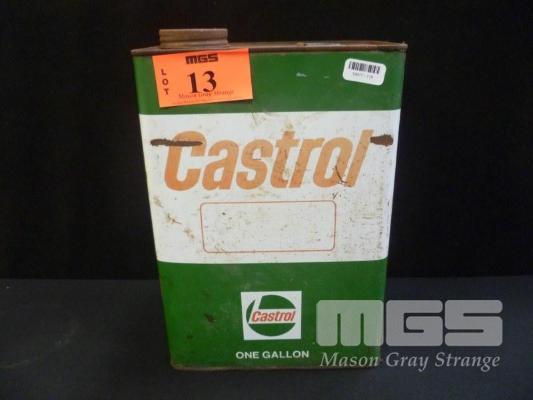 MGS
LOT
13
Mason Gray Strange
Castrol
Castrol
ONE GALLON
MGS
Mason Gray Strange